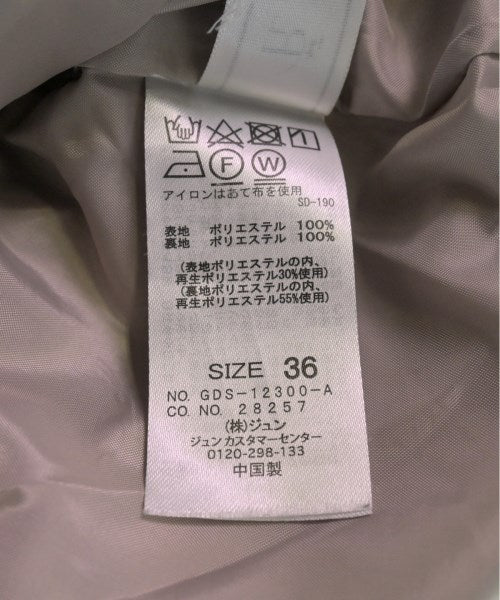 F W
アイロンはあて布を使用
SD-190
表地 ポリエステル 100%
裏地 ポリエステル 100%
(表地ポリエステルの内、
再生ポリエステル30%使用)
(裏地ポリエステルの内、
再生ポリエステル55%使用)
SIZE 36
NO. GDS-12300-A
CO NO. 28257
(株)ジュン
ジュン カスタマーセンター
0120-298-133
中国製